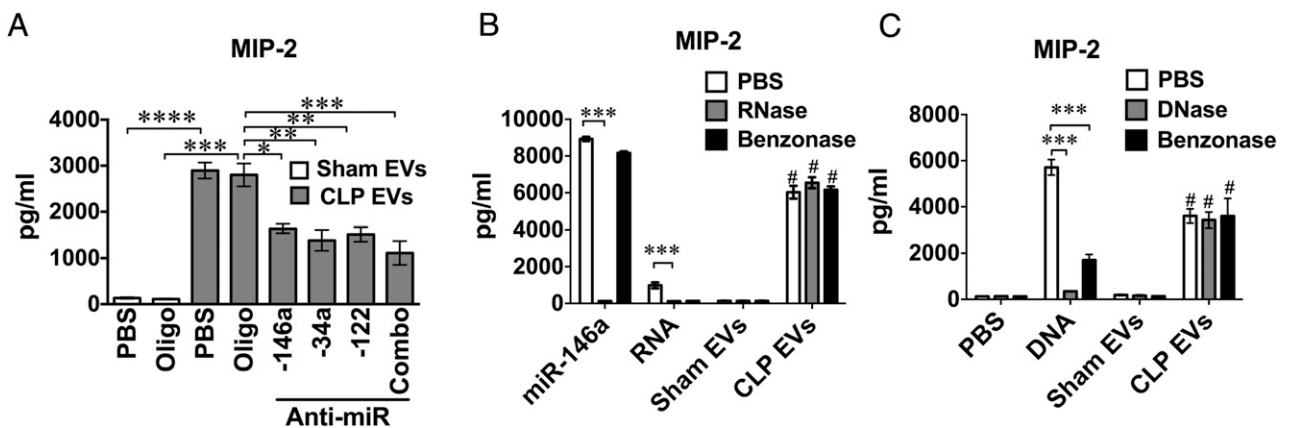 A
MIP-2
pg/ml
4000
3000
2000
1000
0
****
***
***
**
**
*
Sham EVs
CLP EVs
PBS
Oligo
PBS
Oligo
-146a
-34a
-122
Combo
Anti-miR
B
MIP-2
PBS
RNase
Benzonase
pg/ml
10000
8000
6000
4000
2000
0
***
***
# # #
miR-146a
RNA
Sham EVs
CLP EVs
C
MIP-2
PBS
DNase
Benzonase
pg/ml
8000
6000
4000
2000
0
***
***
# # #
PBS
DNA
Sham EVs
CLP EVs